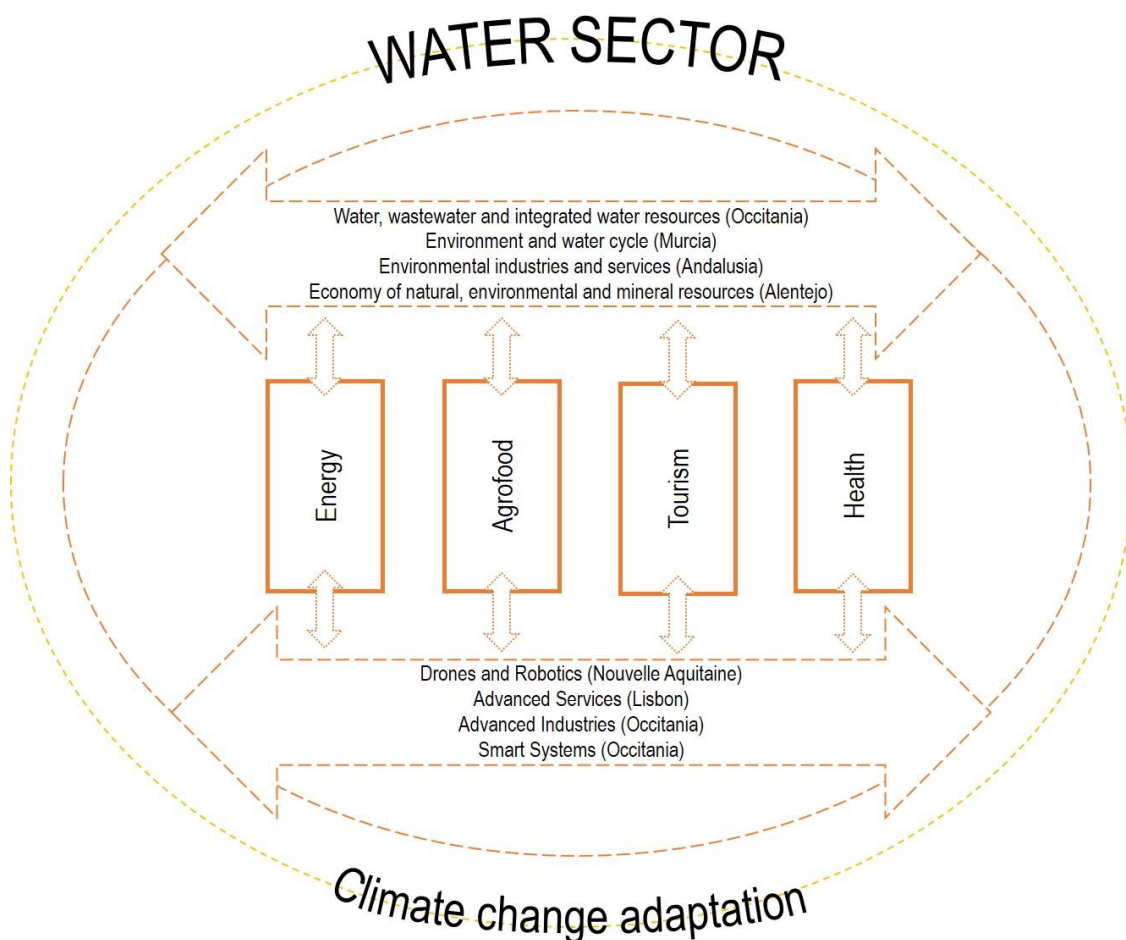 WATER SECTOR
Water, wastewater and integrated water resources (Occitania)
Environment and water cycle (Murcia)
Environmental industries and services (Andalusia)
Economy of natural, environmental and mineral resources (Alentejo)
Energy
Agrofood
Tourism
Health
Drones and Robotics (Nouvelle Aquitaine)
Advanced Services (Lisbon)
Advanced Industries (Occitania)
Smart Systems (Occitania)
Climate change adaptation